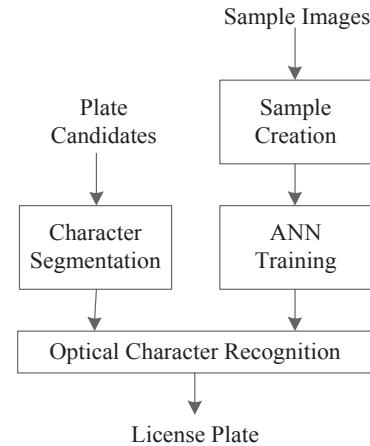 Sample Images
Sample
Creation
Plate
Candidates
Character
Segmentation
ANN
Training
Optical Character Recognition
License Plate